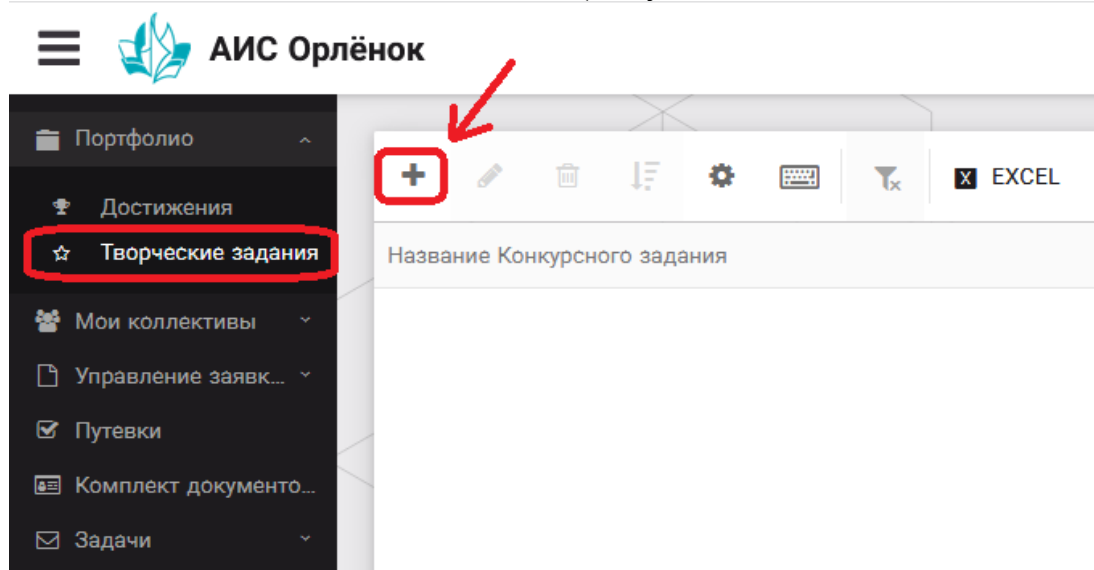 АИС Орлёнок
Портфолио
Достижения
Творческие задания
Мои коллективы
Управление заявк...
Путевки
Комплект документо...
Задачи
X EXCEL
Название Конкурсного задания